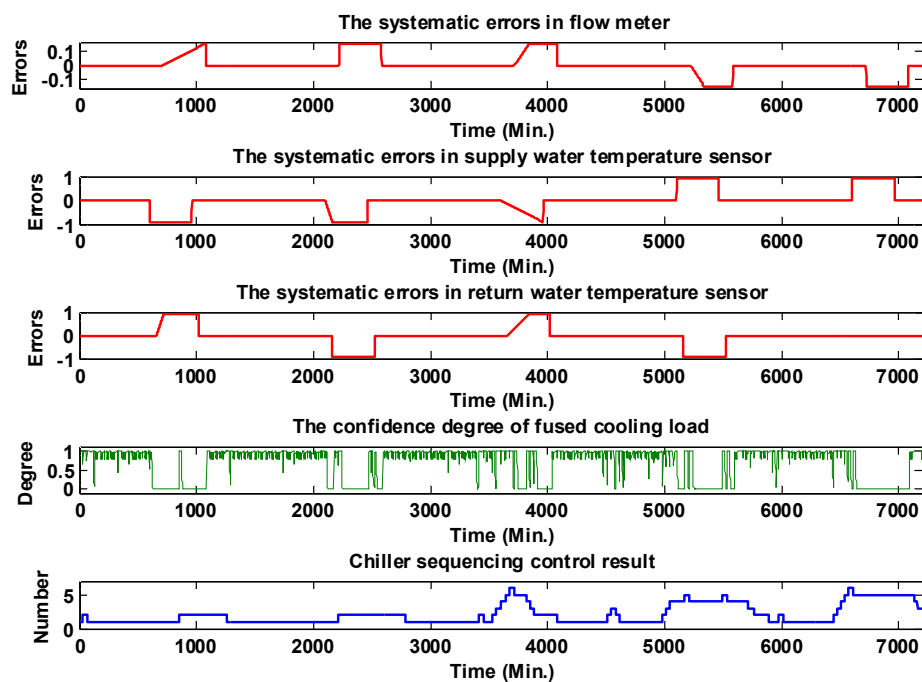 The systematic errors in flow meter
Errors
0.1
0
-0.1
0 1000 2000 3000 4000 5000 6000 7000
Time (Min.)
The systematic errors in supply water temperature sensor
Errors
1
0
-1
0 1000 2000 3000 4000 5000 6000 7000
Time (Min.)
The systematic errors in return water temperature sensor
Errors
1
0
-1
0 1000 2000 3000 4000 5000 6000 7000
Time (Min.)
The confidence degree of fused cooling load
Degree
1
0.5
0
0 1000 2000 3000 4000 5000 6000 7000
Time (Min.)
Chiller sequencing control result
Number
5
0
0 1000 2000 3000 4000 5000 6000 7000
Time (Min.)